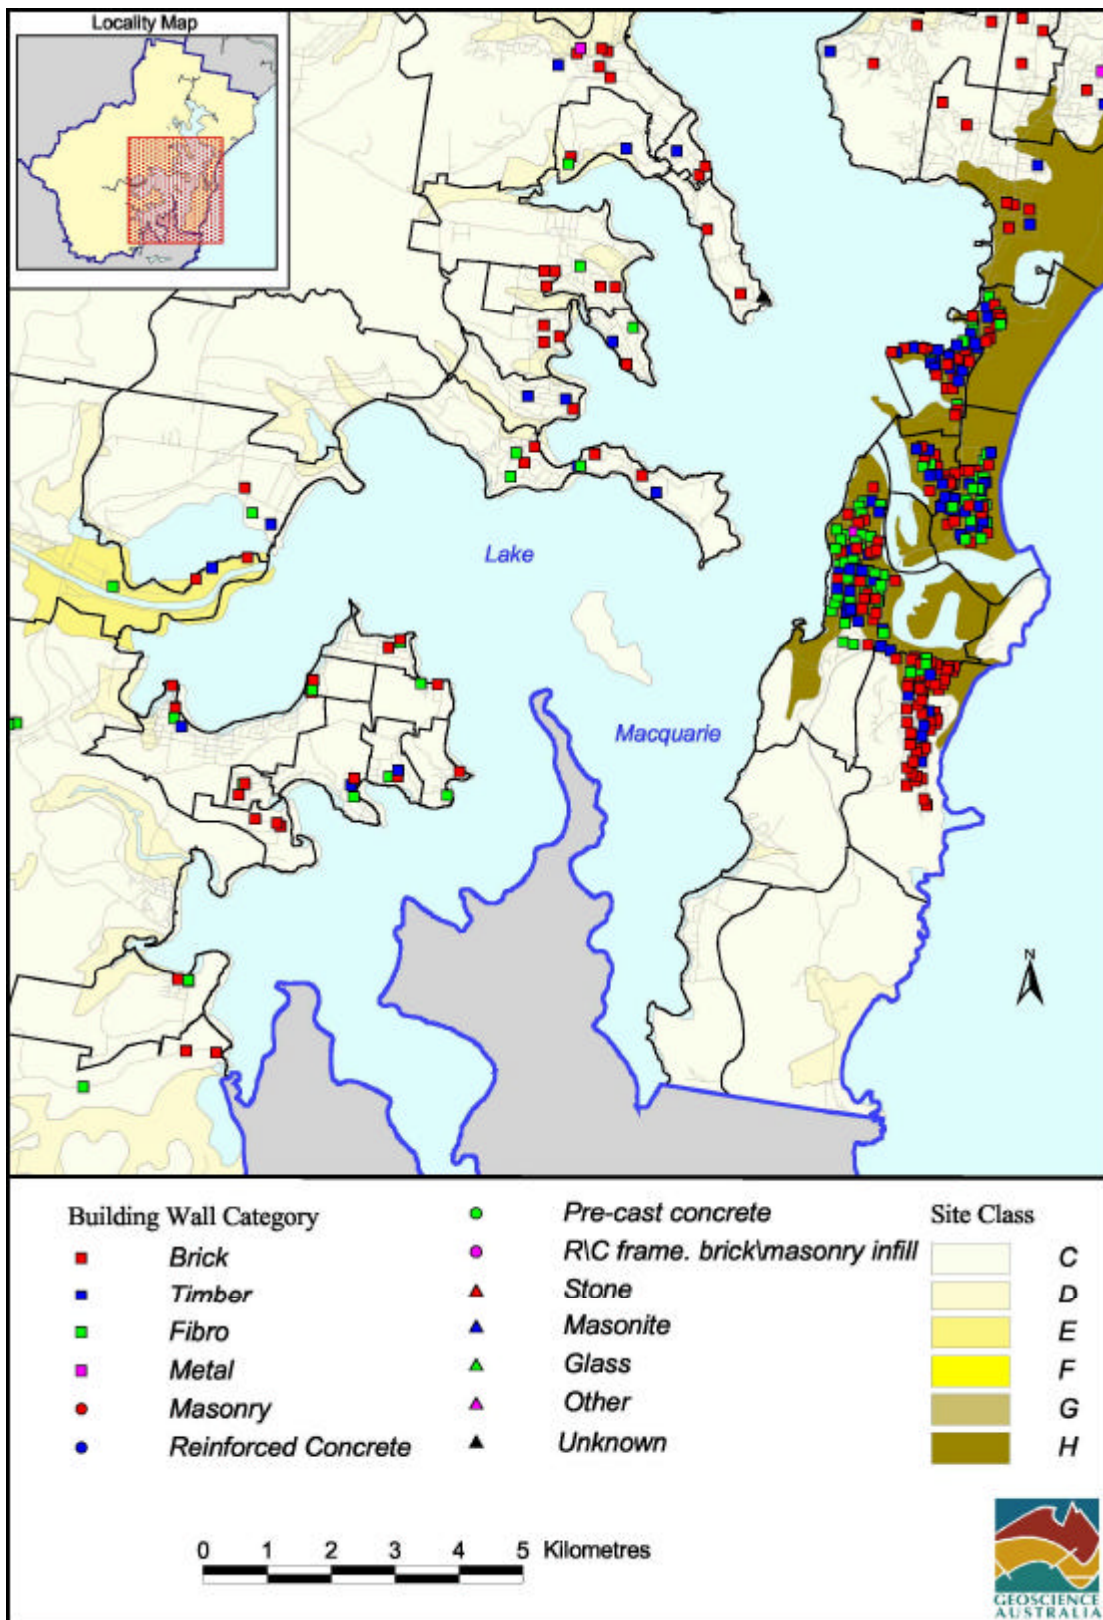 Locality Map
Lake
Macquarie
N
Building Wall Category
Brick
Timber
Fibro
Metal
Masonry
Reinforced Concrete
Pre-cast concrete
R\C frame. brick\masonry infill
Stone
Masonite
Glass
Other
Unknown
Site Class
C
D
E
F
G
H
0 1 2 3 4 5 Kilometres
GEOSCIENCE
AUSTRALIA